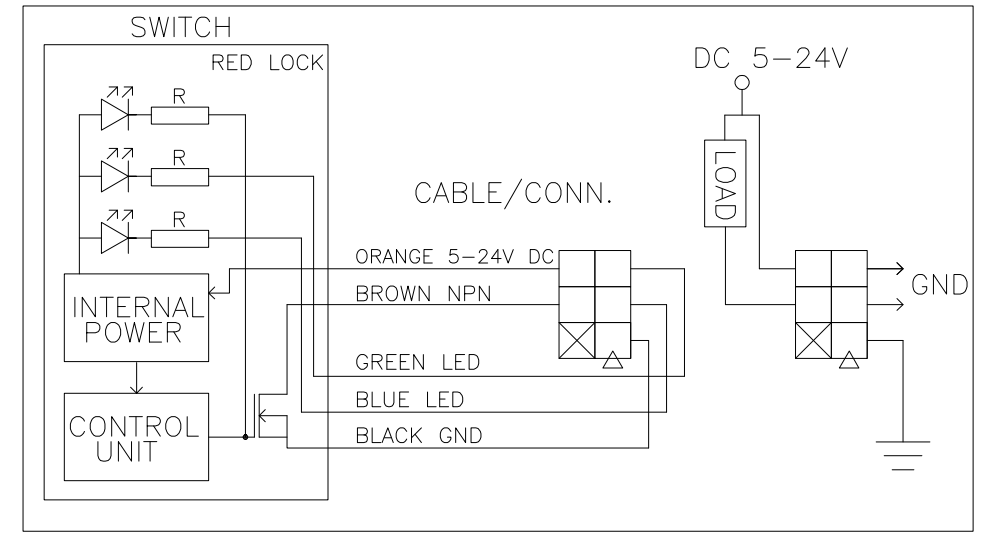 SWITCH
RED LOCK
R
R
R
INTERNAL
POWER
CONTROL
UNIT
CABLE/CONN.
ORANGE 5-24V DC
BROWN NPN
GREEN LED
BLUE LED
BLACK GND
DC 5-24V
LOAD
GND